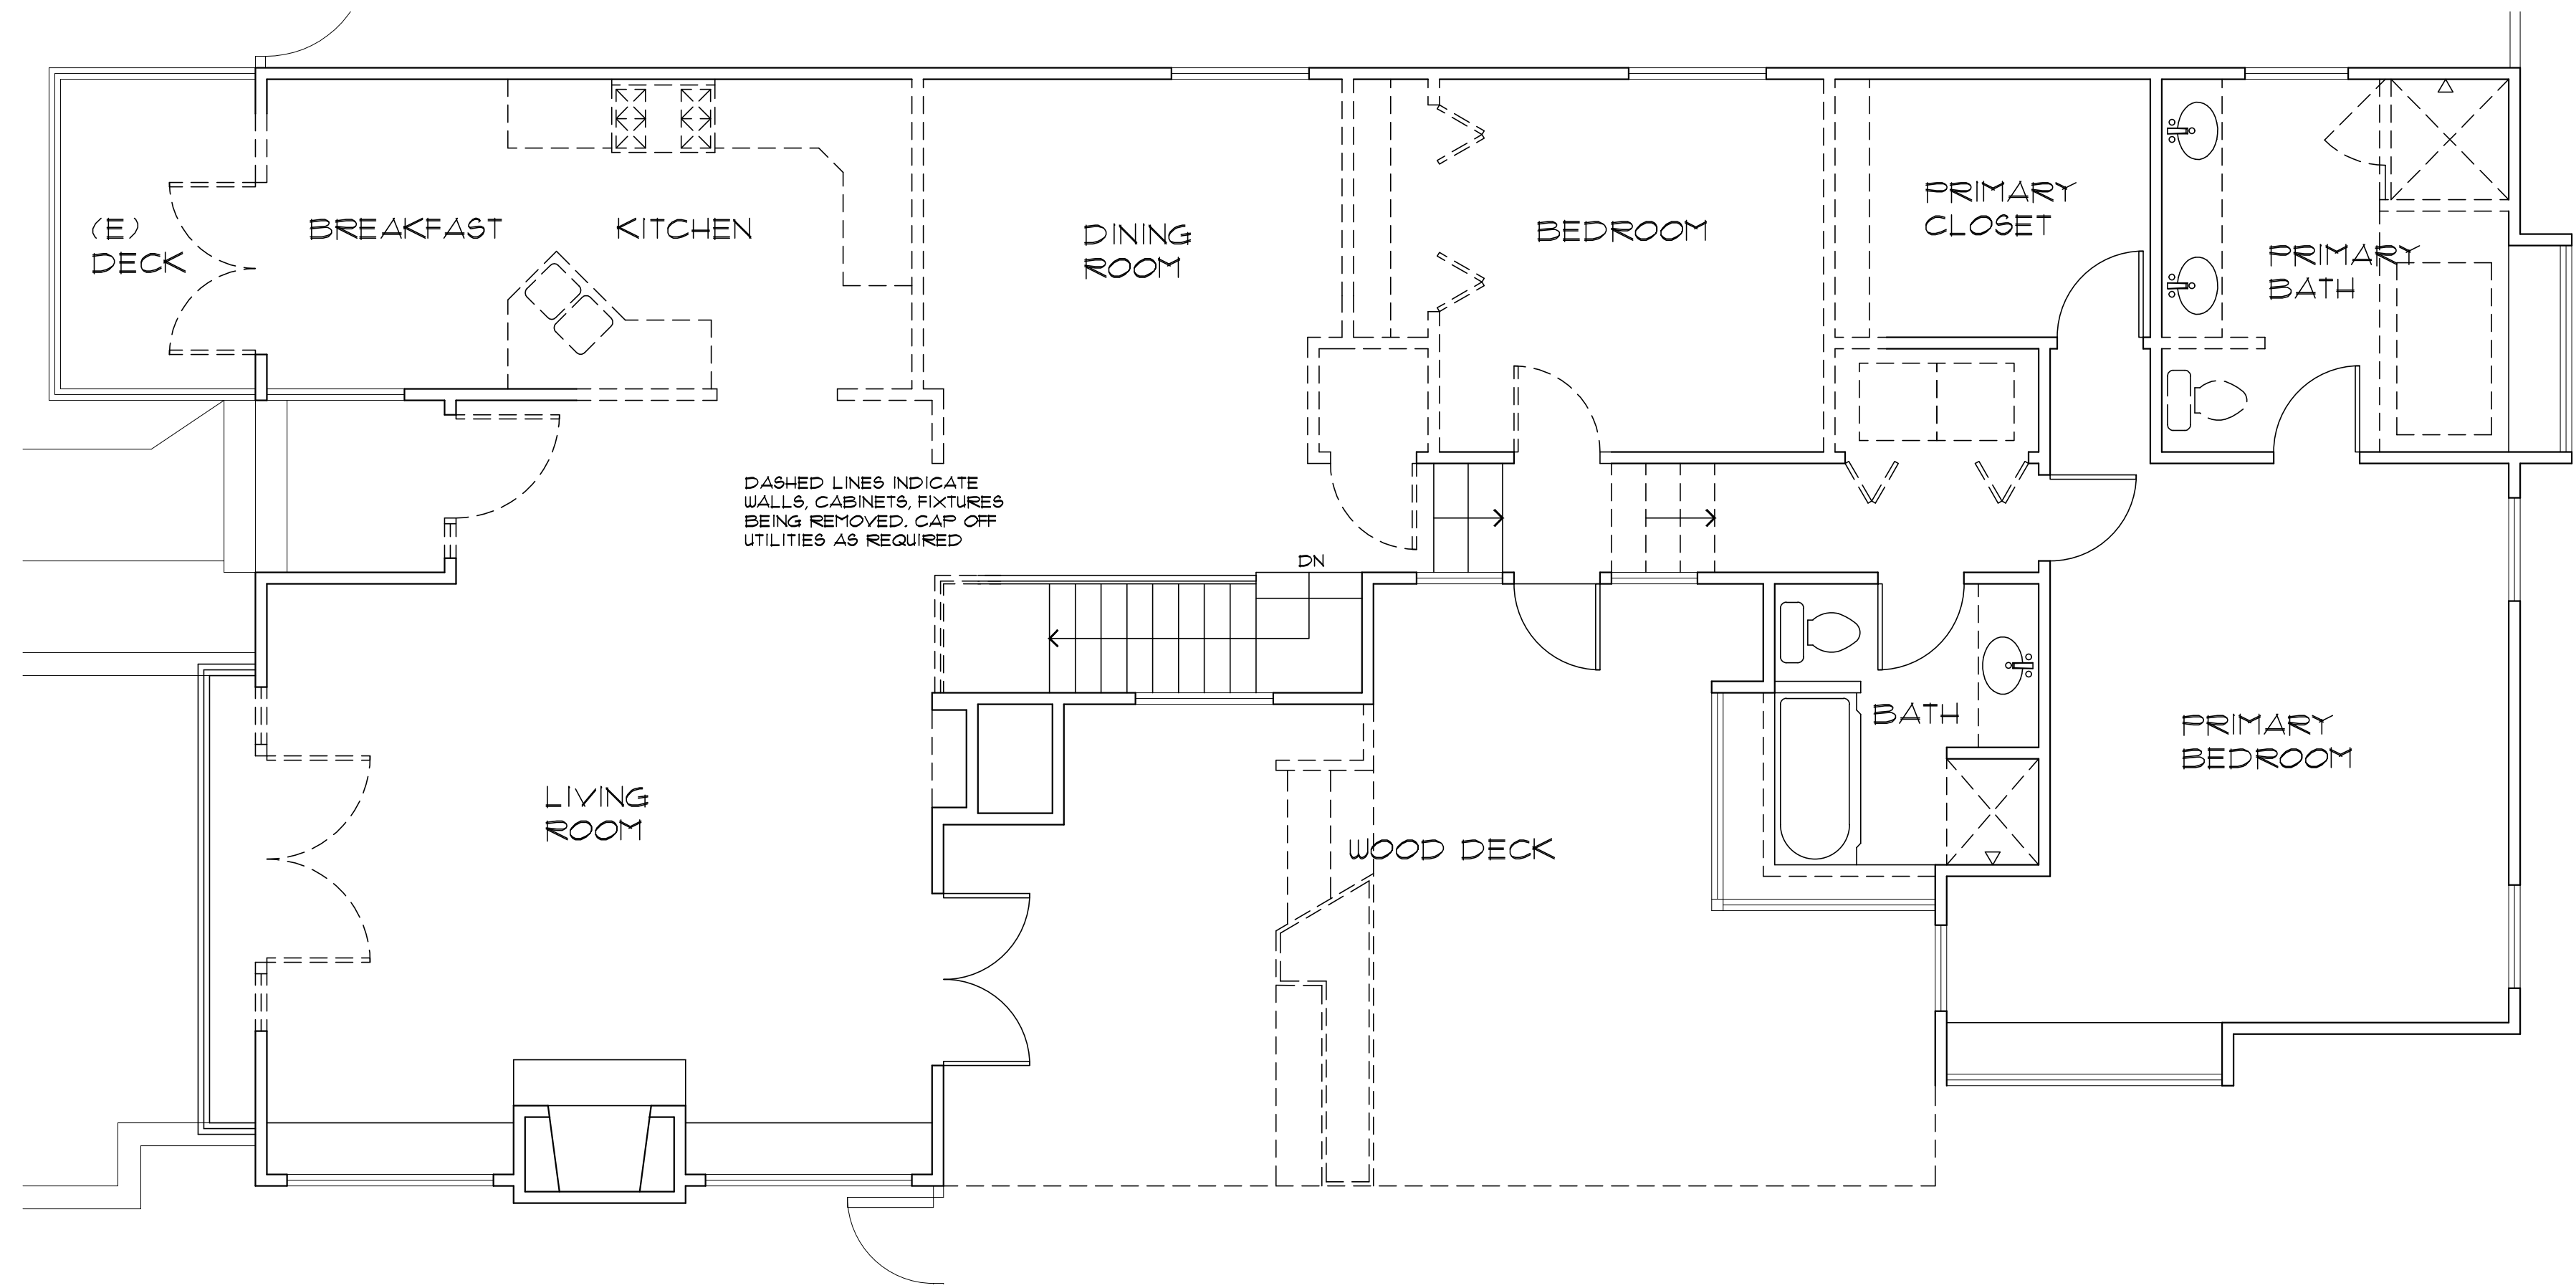 (E)
DECK
BREAKFAST
KITCHEN
DINING
ROOM
BEDROOM
PRIMARY
CLOSET
PRIMARY
BATH
DASHED LINES INDICATE
WALLS, CABINETS, FIXTURES
BEING REMOVED. CAP OFF
UTILITIES AS REQUIRED
DN
LIVING
ROOM
WOOD DECK
BATH
PRIMARY
BEDROOM